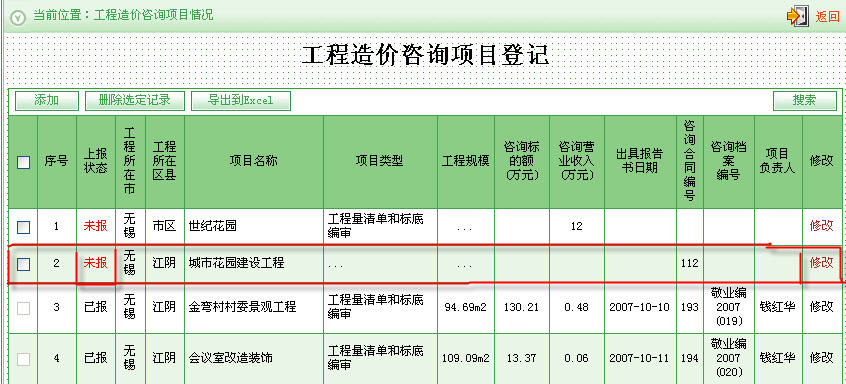 当前位置：工程造价咨询项目情况 返回
工程造价咨询项目登记
添加 删除选定记录 导出到Excel 搜索
序号 上报状态 工程所在市 工程所在区县 项目名称 项目类型 工程规模 咨询标的额(万元) 咨询营业收入(万元) 出具报告书日期 咨询合同编号 咨询档案编号 项目负责人 修改
1 未报 无锡 市区 世纪花园 工程量清单和标底编审 ... 12 修改
2 未报 无锡 江阴 城市花园建设工程 ... ... 112 修改
3 已报 无锡 江阴 金弯村村委景观工程 工程量清单和标底编审 94.69m2 130.21 0.48 2007-10-10 193 敬业编2007(019) 钱红华 修改
4 已报 无锡 江阴 会议室改造装饰 工程量清单和标底编审 109.09m2 13.37 0.06 2007-10-11 194 敬业编2007(020) 钱红华 修改